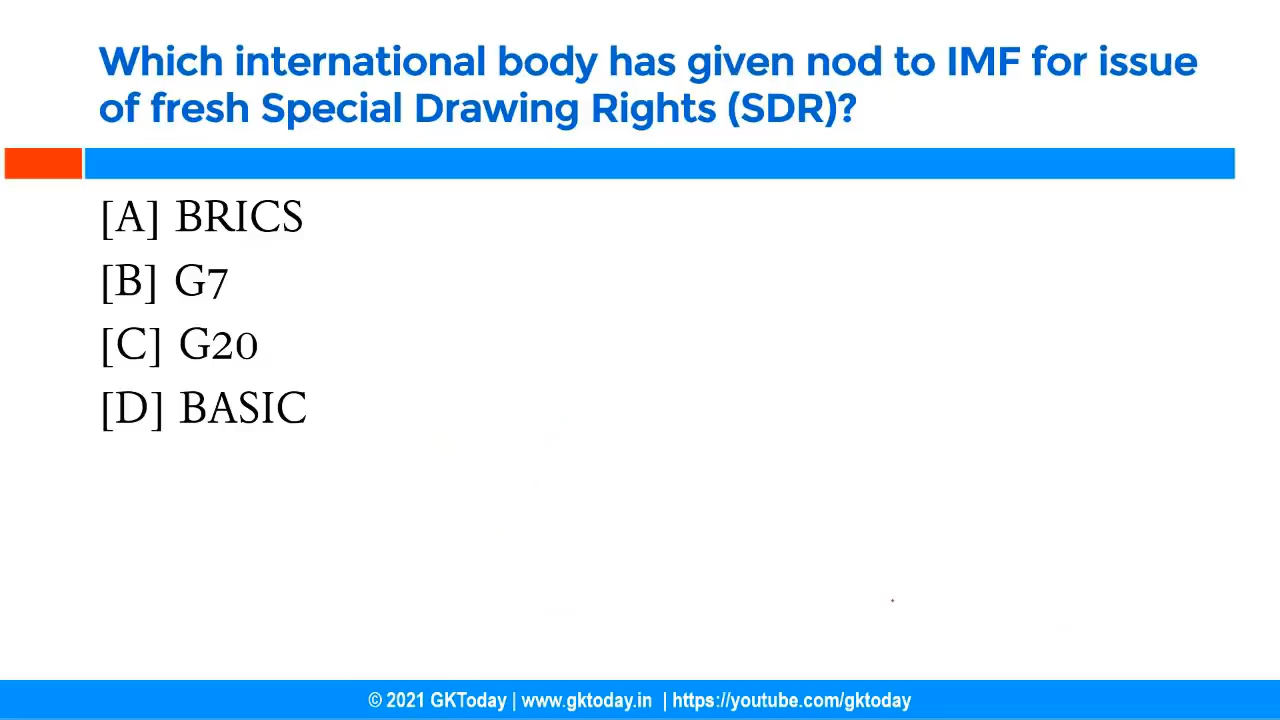 Which international body has given nod to IMF for issue
of fresh Special Drawing Rights (SDR)?
[A] BRICS
[B] G7
[C] G20
[D] BASIC
© 2021 GKToday | www.gktoday.in | https://youtube.com/gktoday